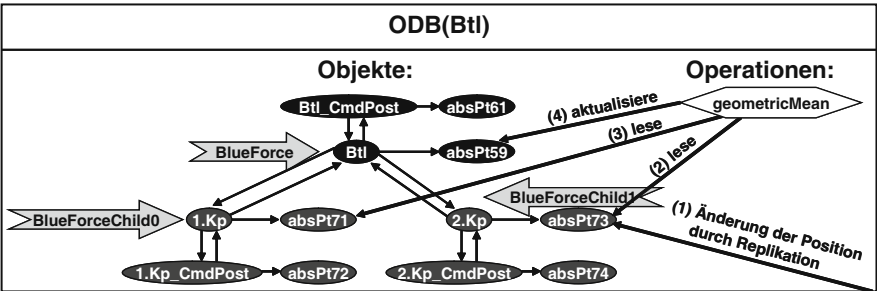 ODB(Btl)
Objekte:
Operationen:
Btl_CmdPost
absPt61
(4) aktualisiere
geometricMean
(3) lese
BlueForce
Btl
absPt59
(2) lese
BlueForceChild1
BlueForceChild0
1.Kp
absPt71
2.Kp
absPt73
(1) Änderung der Position
durch Replikation
1.Kp_CmdPost
absPt72
2.Kp_CmdPost
absPt74